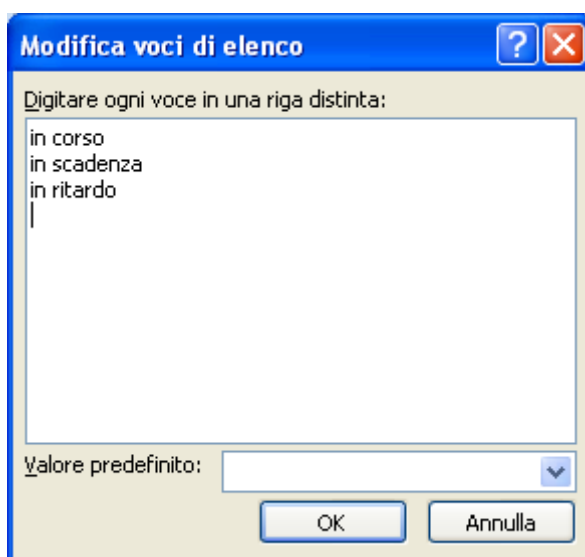 Modifica voci di elenco
Digitare ogni voce in una riga distinta:
in corso
in scadenza
in ritardo
Valore predefinito:
OK Annulla